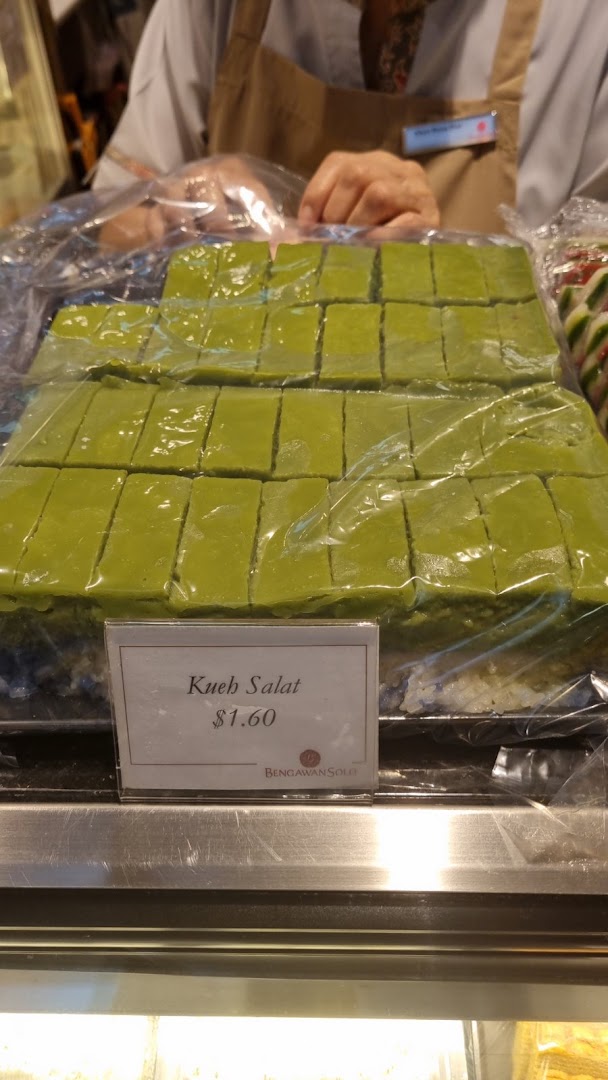 Kueh Salat
$1.60
BENGAWAN SOLO